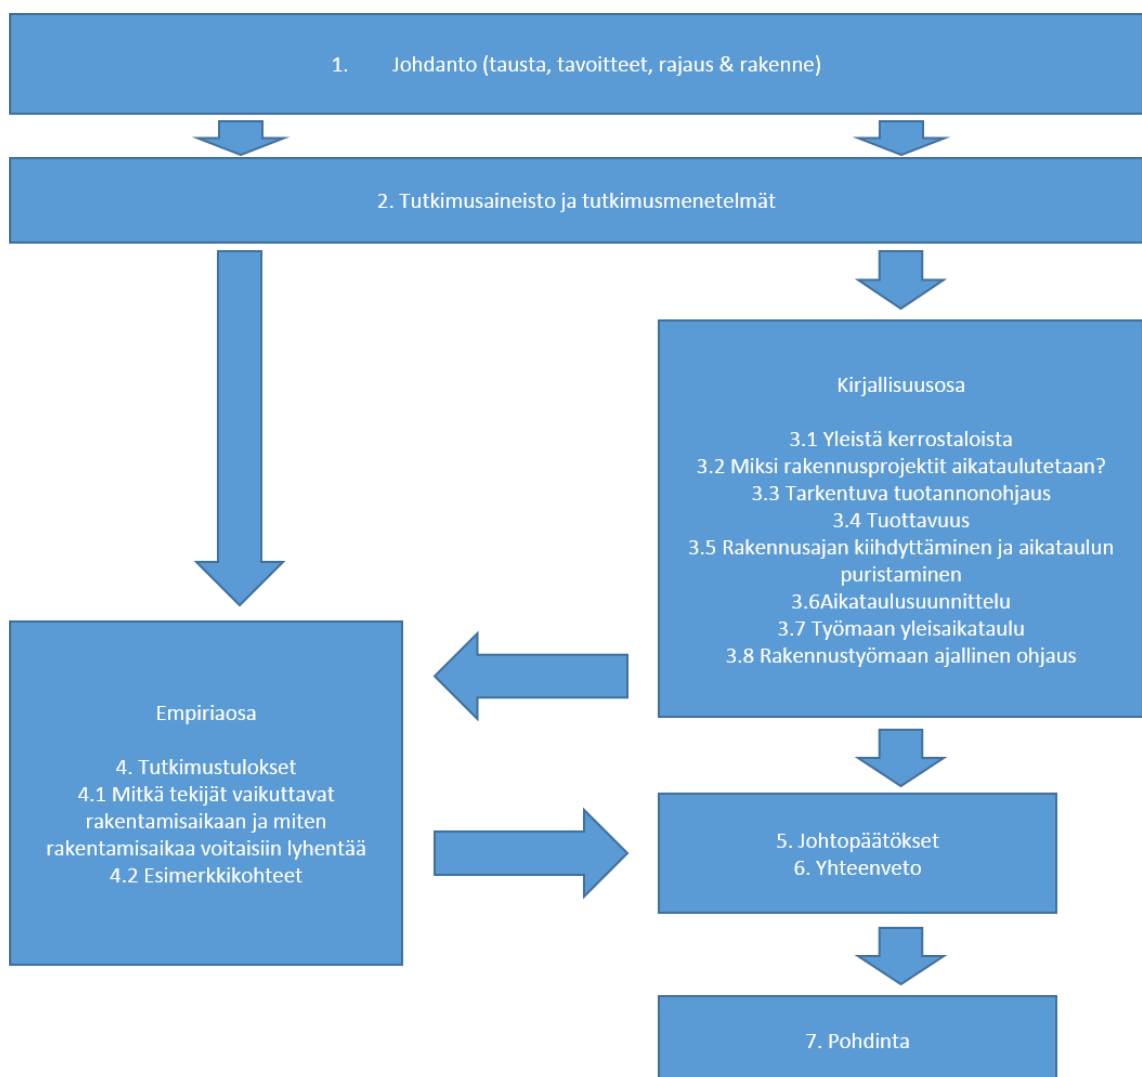 1. Johdanto (tausta, tavoitteet, rajaus & rakenne)
2. Tutkimusaineisto ja tutkimusmenetelmät
Kirjallisuusosa
3.1 Yleistä kerrostaloista
3.2 Miksi rakennusprojektit aikataulutetaan?
3.3 Tarkentuva tuotannonohjaus
3.4 Tuottavuus
3.5 Rakennusajan kiihdyttäminen ja aikataulun
puristaminen
3.6Aikataulusuunnittelu
3.7 Työmaan yleisaikataulu
3.8 Rakennustyömaan ajallinen ohjaus
Empiriaosa
4. Tutkimustulokset
4.1 Mitkä tekijät vaikuttavat
rakentamisaikaan ja miten
rakentamisaikaa voitaisiin lyhentää
4.2 Esimerkkikohteet
5. Johtopäätökset
6. Yhteenveto
7. Pohdinta